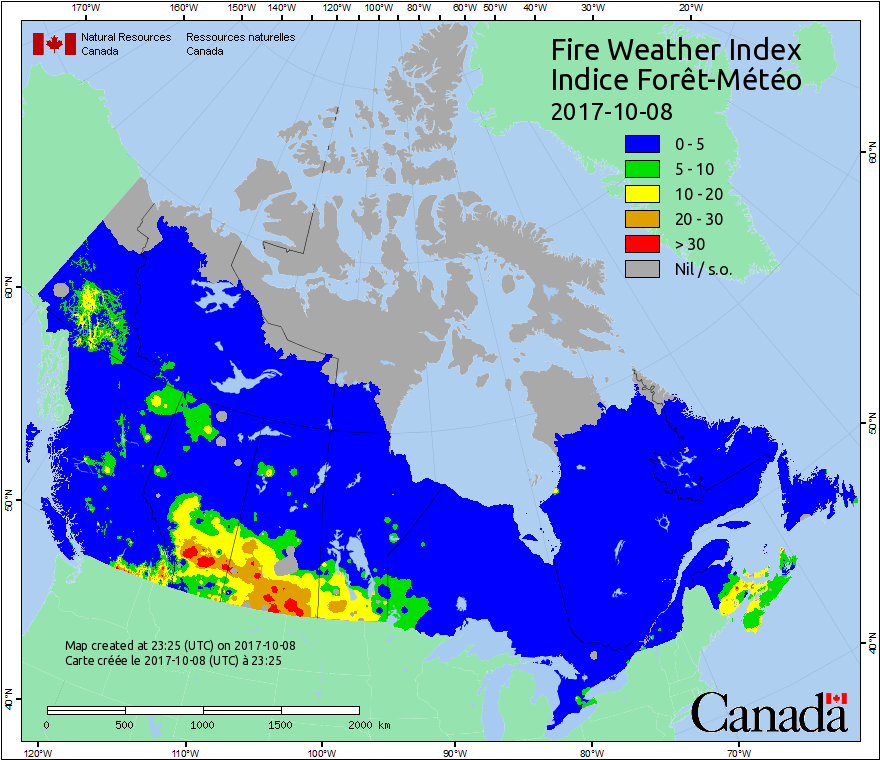 170°W 160°W 150°W 140°W 130°W 120°W 110°W 100°W 90°W 80°W 70°W 60°W 50°W 40°W 30°W 20°W
Natural Resources Ressources naturelles
Canada Canada
Fire Weather Index
Indice Forêt-Météo
2017-10-08
0 - 5
5 - 10
10 - 20
20 - 30
> 30
Nil / s.o.
60°N
60°N
50°N
50°N
40°N
40°N
Map created at 23:25 (UTC) on 2017-10-08
Carte créée le 2017-10-08 (UTC) à 23:25
0 500 1000 1500 2000 km
Canada
120°W 110°W 100°W 90°W 80°W 70°W